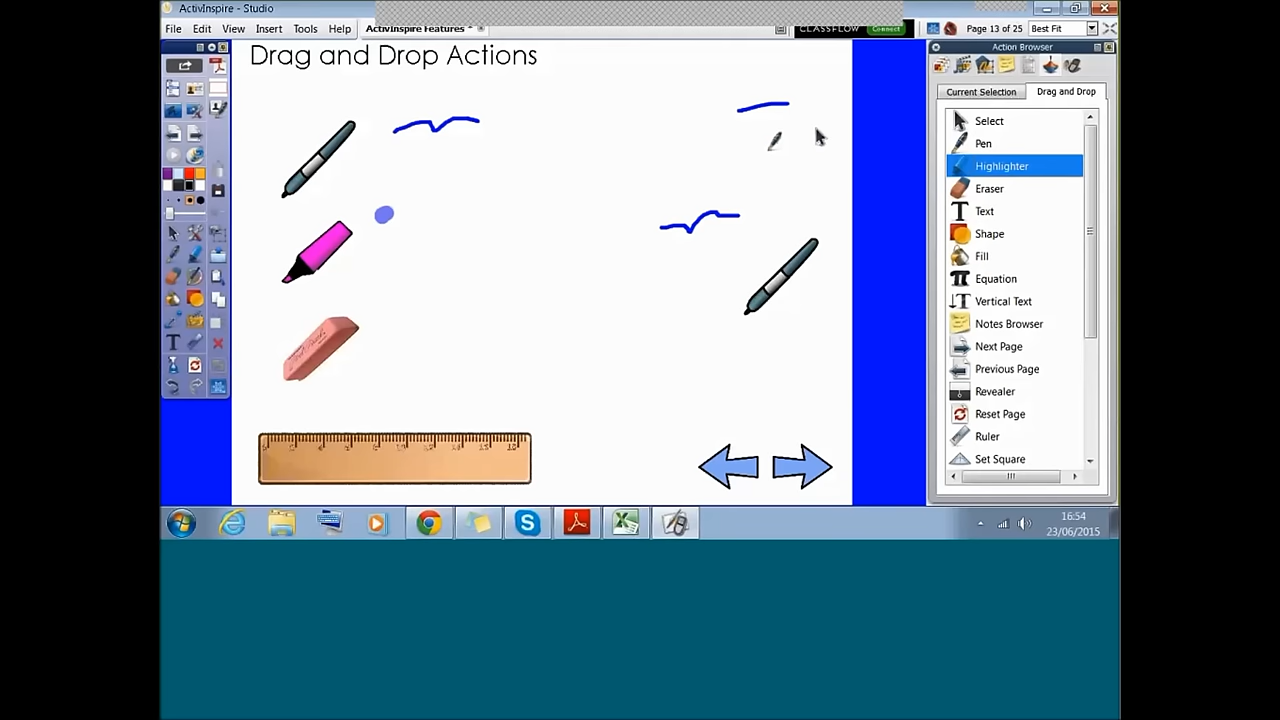 ActivInspire - Studio
File Edit View Insert Tools Help ActivInspire Features * CLASSFLOW Connect Page 13 of 25 Best Fit
Drag and Drop Actions
Action Browser
Current Selection Drag and Drop
Select
Pen
Highlighter
Eraser
Text
Shape
Fill
Equation
Vertical Text
Notes Browser
Next Page
Previous Page
Revealer
Reset Page
Ruler
Set Square
16:54
23/06/2015